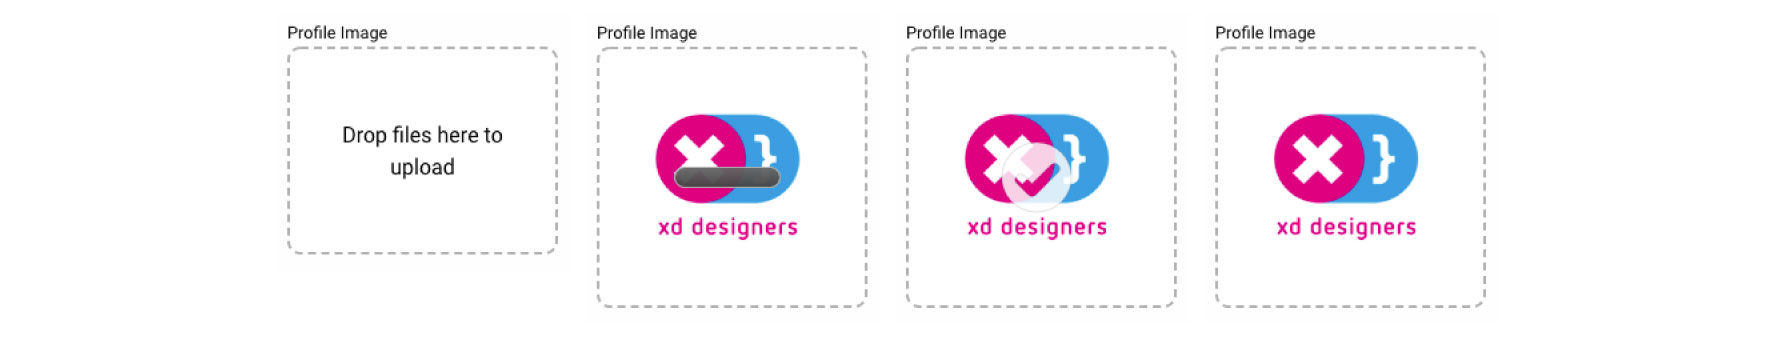 Profile Image
Drop files here to
upload
Profile Image
}
xd designers
Profile Image
}
xd designers
Profile Image
}
xd designers